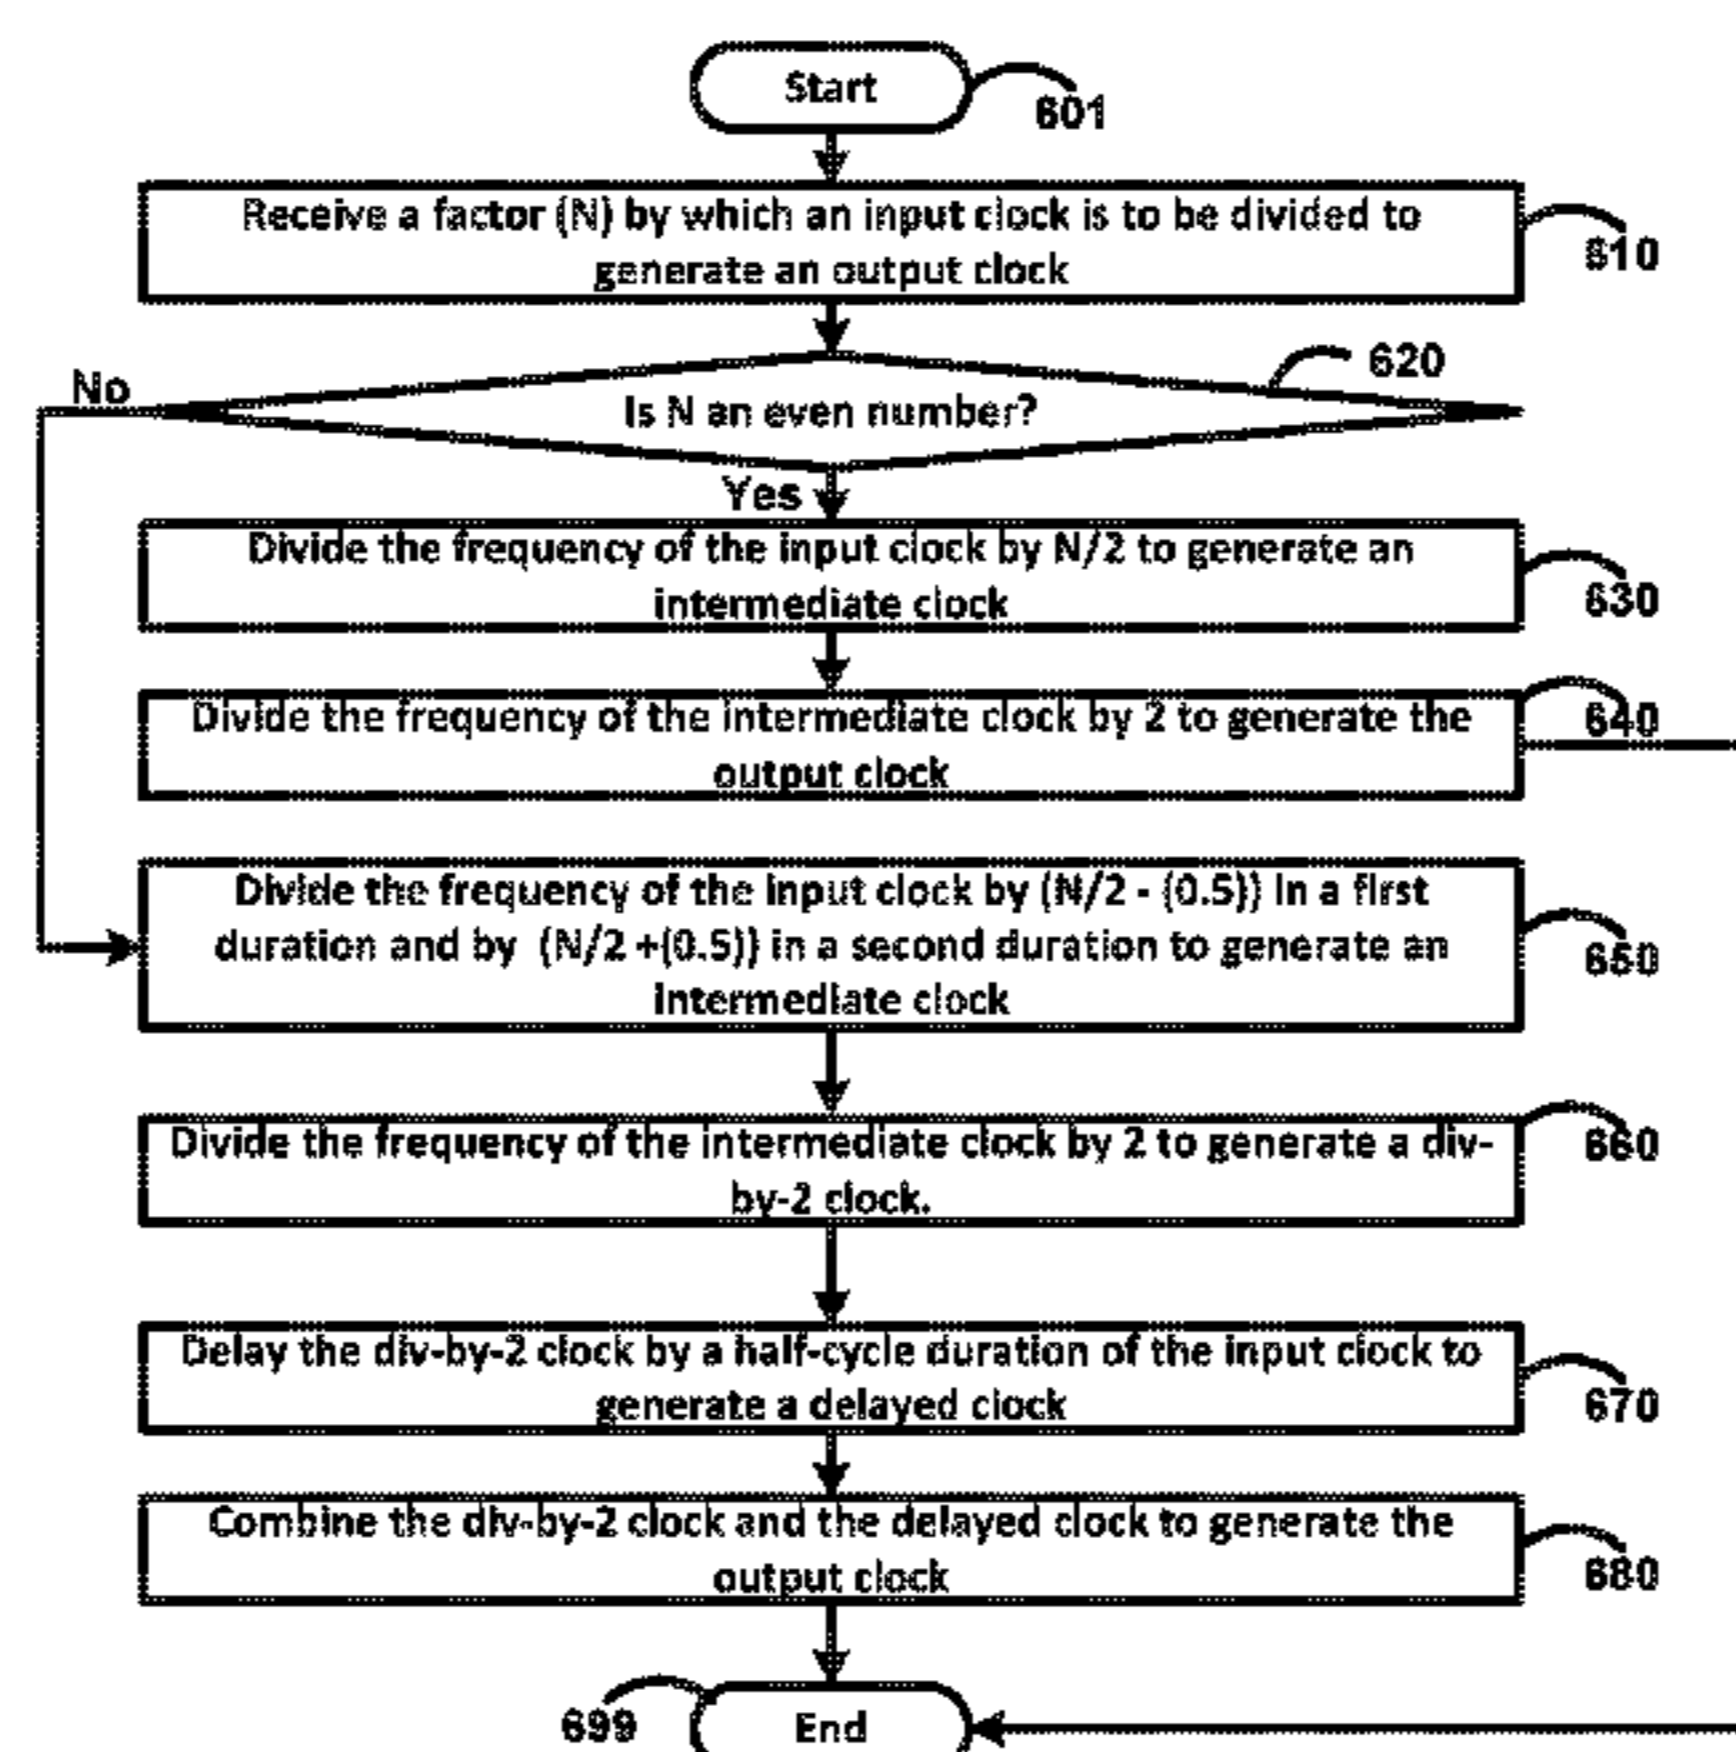 Start
601
Receive a factor (N) by which an input clock is to be divided to
generate an output clock
610
620
No
Is N an even number?
Yes
Divide the frequency of the input clock by N/2 to generate an
intermediate clock
630
Divide the frequency of the intermediate clock by 2 to generate the
output clock
640
Divide the frequency of the input clock by (N/2 - (0.5)) in a first
duration and by (N/2 +(0.5)) in a second duration to generate an
intermediate clock
650
Divide the frequency of the intermediate clock by 2 to generate a div-
by-2 clock.
660
Delay the div-by-2 clock by a half-cycle duration of the input clock to
generate a delayed clock
670
Combine the div-by-2 clock and the delayed clock to generate the
output clock
680
699
End